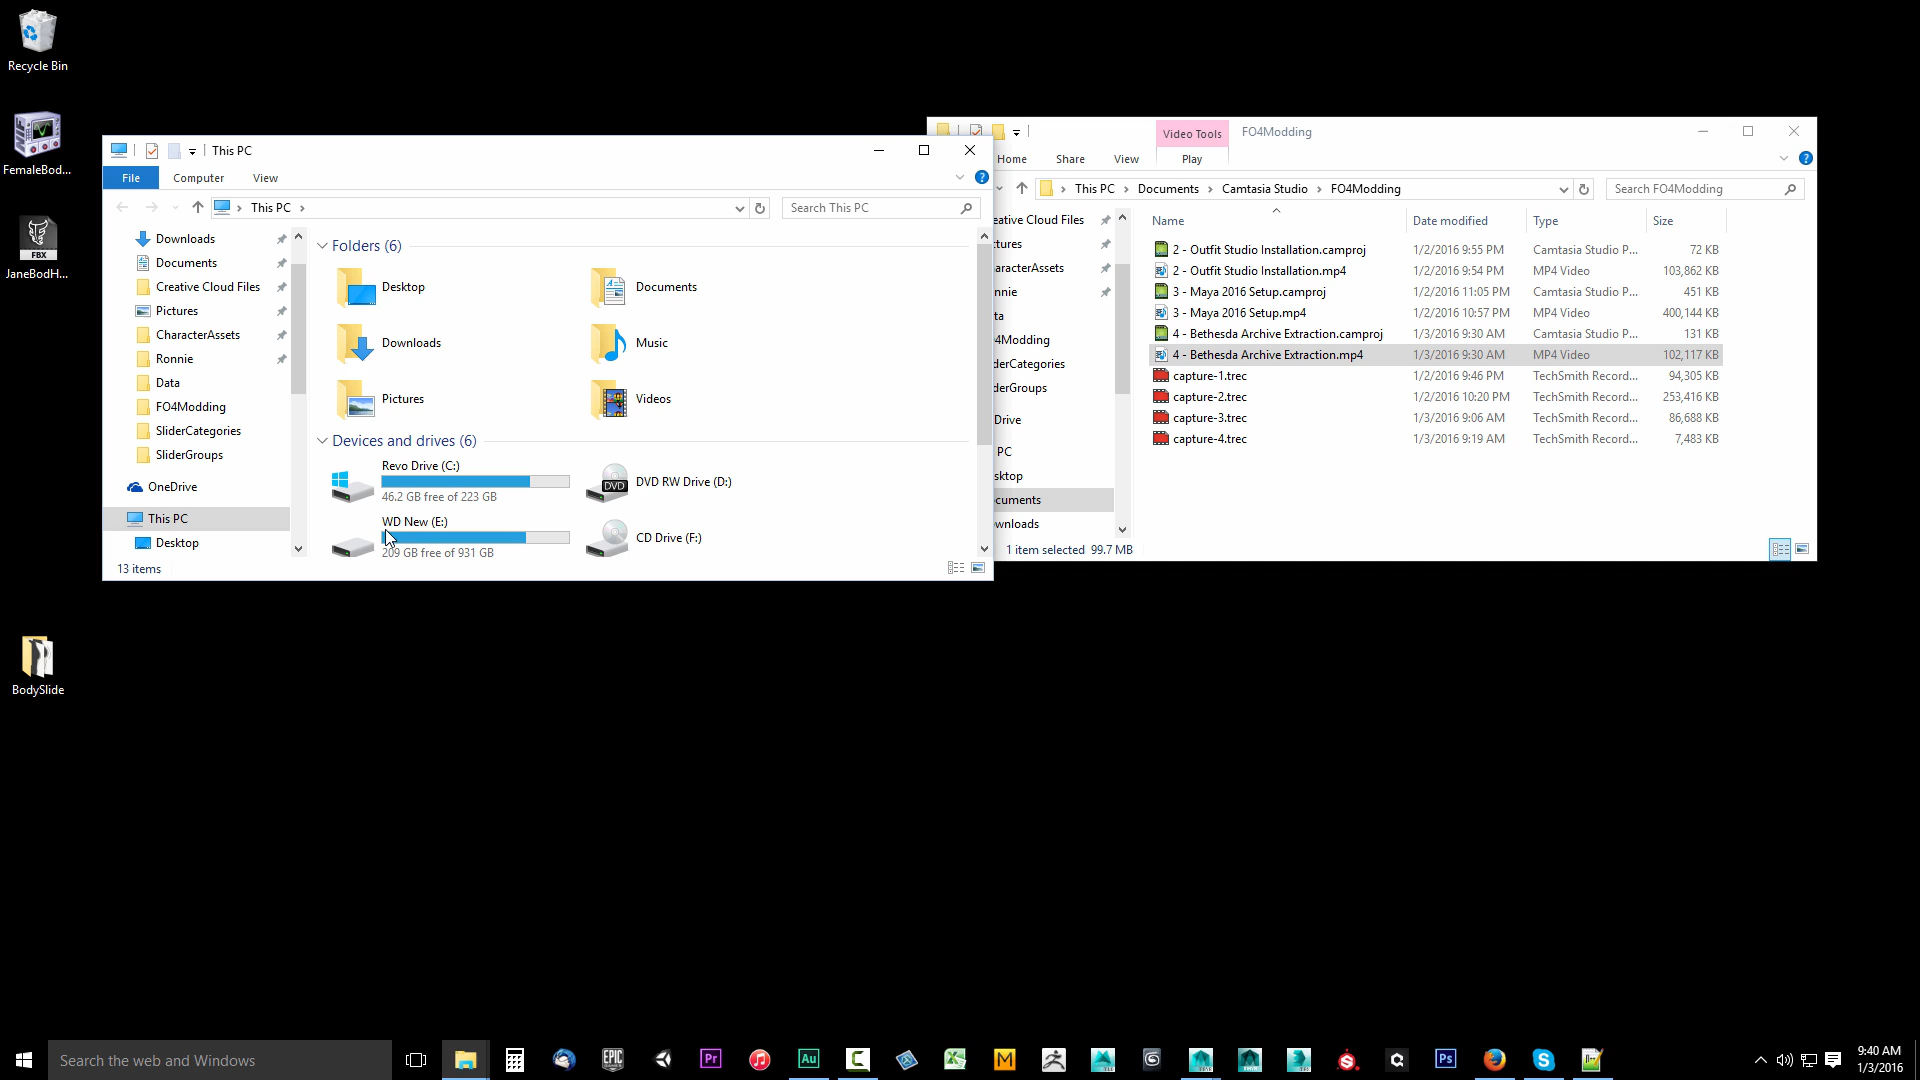 Recycle Bin
FemaleBod...
FBX
JaneBodH...
BodySlide
This PC
File
Computer
View
This PC
Search This PC
Downloads
Documents
Creative Cloud Files
Pictures
CharacterAssets
Ronnie
Data
FO4Modding
SliderCategories
SliderGroups
OneDrive
This PC
Desktop
13 items
Folders (6)
Desktop
Documents
Downloads
Music
Pictures
Videos
Devices and drives (6)
Revo Drive (C:)
46.2 GB free of 223 GB
DVD
DVD RW Drive (D:)
WD New (E:)
209 GB free of 931 GB
CD Drive (F:)
Video Tools
FO4Modding
Home
Share
View
Play
This PC
Documents
Camtasia Studio
FO4Modding
Search FO4Modding
eative Cloud Files
tures
aracterAssets
nnie
ta
4Modding
derCategories
derGroups
Drive
PC
sktop
cuments
wnloads
1 item selected 99.7 MB
Name Date modified Type Size
2 - Outfit Studio Installation.camproj 1/2/2016 9:55 PM Camtasia Studio P... 72 KB
2 - Outfit Studio Installation.mp4 1/2/2016 9:54 PM MP4 Video 103,862 KB
3 - Maya 2016 Setup.camproj 1/2/2016 11:05 PM Camtasia Studio P... 451 KB
3 - Maya 2016 Setup.mp4 1/2/2016 10:57 PM MP4 Video 400,144 KB
4 - Bethesda Archive Extraction.camproj 1/3/2016 9:30 AM Camtasia Studio P... 131 KB
4 - Bethesda Archive Extraction.mp4 1/3/2016 9:30 AM MP4 Video 102,117 KB
capture-1.trec 1/2/2016 9:46 PM TechSmith Record... 94,305 KB
capture-2.trec 1/2/2016 10:20 PM TechSmith Record... 253,416 KB
capture-3.trec 1/3/2016 9:06 AM TechSmith Record... 86,688 KB
capture-4.trec 1/3/2016 9:19 AM TechSmith Record... 7,483 KB
Search the web and Windows
EPIC
Pr
Au
M
Ps
9:40 AM
1/3/2016